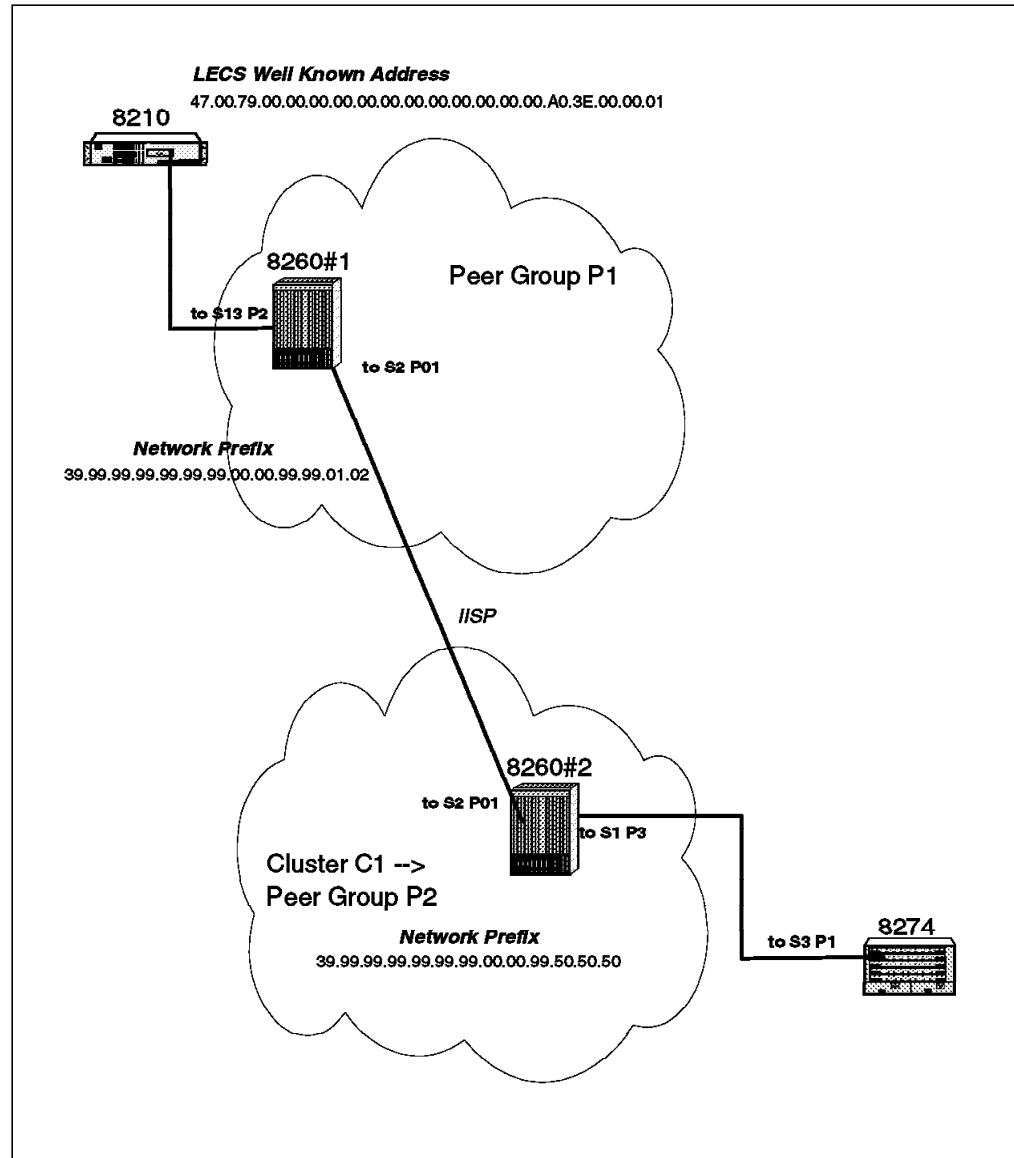 LECS Well Known Address
47.00.79.00.00.00.00.00.00.00.00.00.00.00.A0.3E.00.00.01
8210
8260#1
Peer Group P1
to S13 P2
to S2 P01
Network Prefix
39.99.99.99.99.99.99.00.00.99.99.01.02
IISP
8260#2
to S2 P01
to S1 P3
Cluster C1 -->
Peer Group P2
Network Prefix
39.99.99.99.99.99.99.00.00.99.50.50.50
8274
to S3 P1